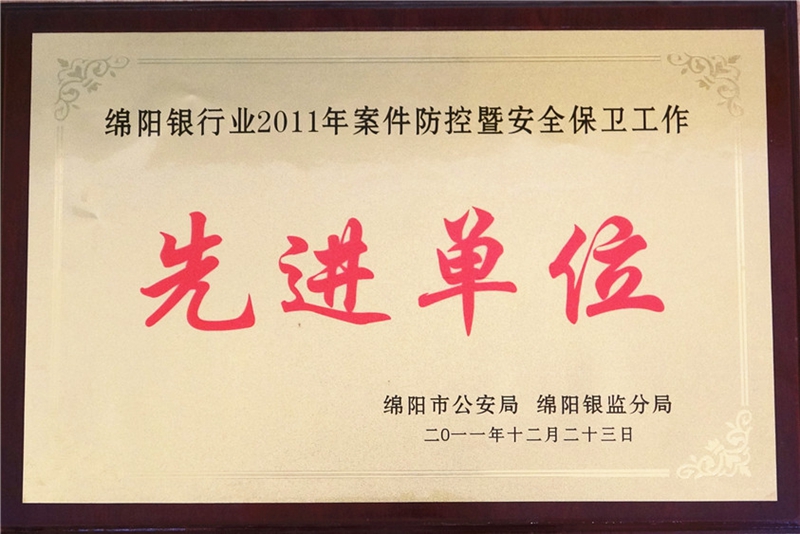 绵阳银行业2011年案件防控暨安全保卫工作
先进单位
绵阳市公安局 绵阳银监分局
二0一一年十二月二十三日